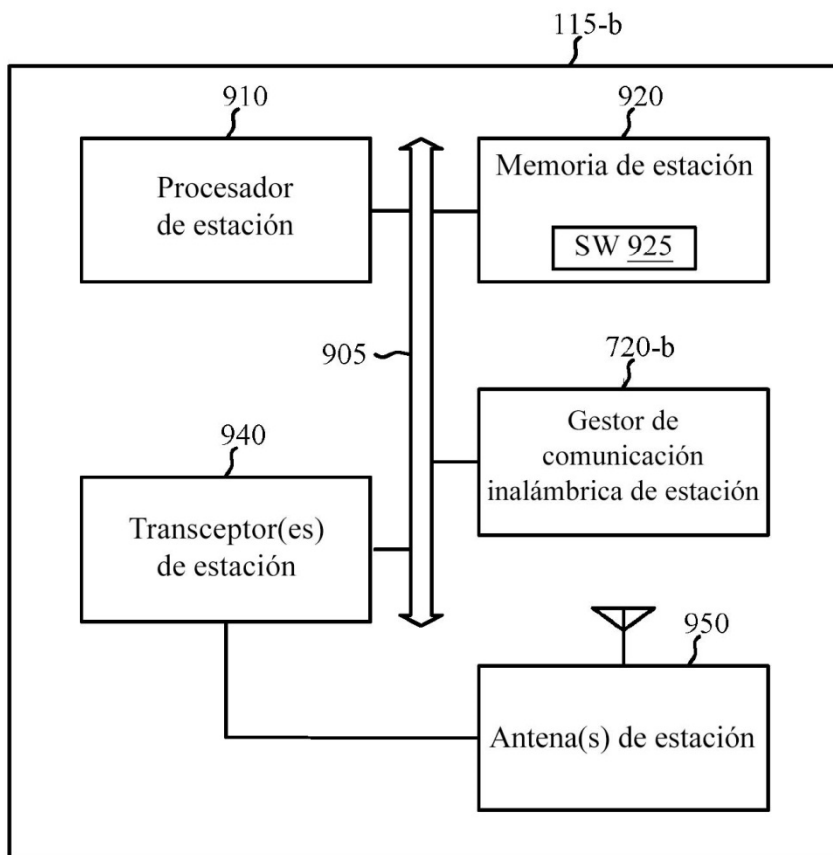 115-b
910
920
Procesador
de estación
Memoria de estación
SW 925
905
720-b
Gestor de
comunicación
inalámbrica de estación
940
Transceptor(es)
de estación
950
Antena(s) de estación